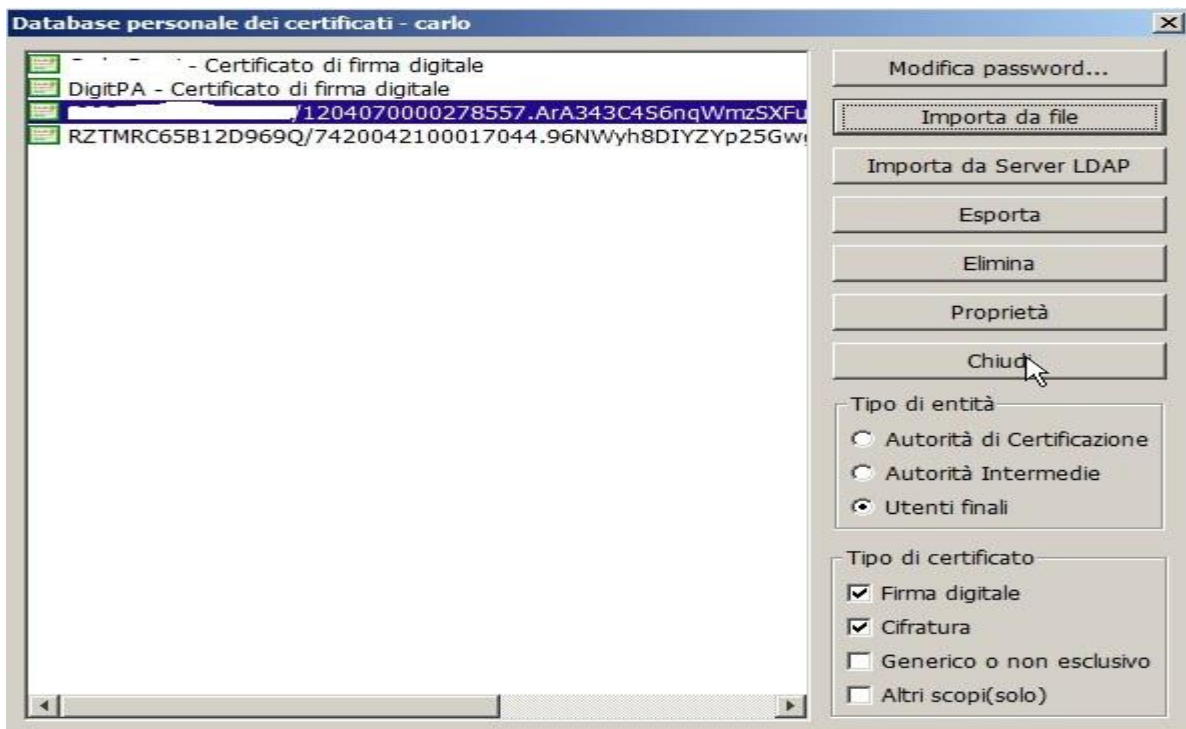 Database personale dei certificati - carlo
- Certificato di firma digitale
DigitPA - Certificato di firma digitale
/1204070000278557.ArA343C4S6nqWmzSXFu
RZTMRC65B12D969Q/7420042100017044.96NWyh8DIYZYp25Gw
Modifica password...
Importa da file
Importa da Server LDAP
Esporta
Elimina
Proprietà
Chiudi
Tipo di entità
Autorità di Certificazione
Autorità Intermedie
Utenti finali
Tipo di certificato
Firma digitale
Cifratura
Generico o non esclusivo
Altri scopi(solo)